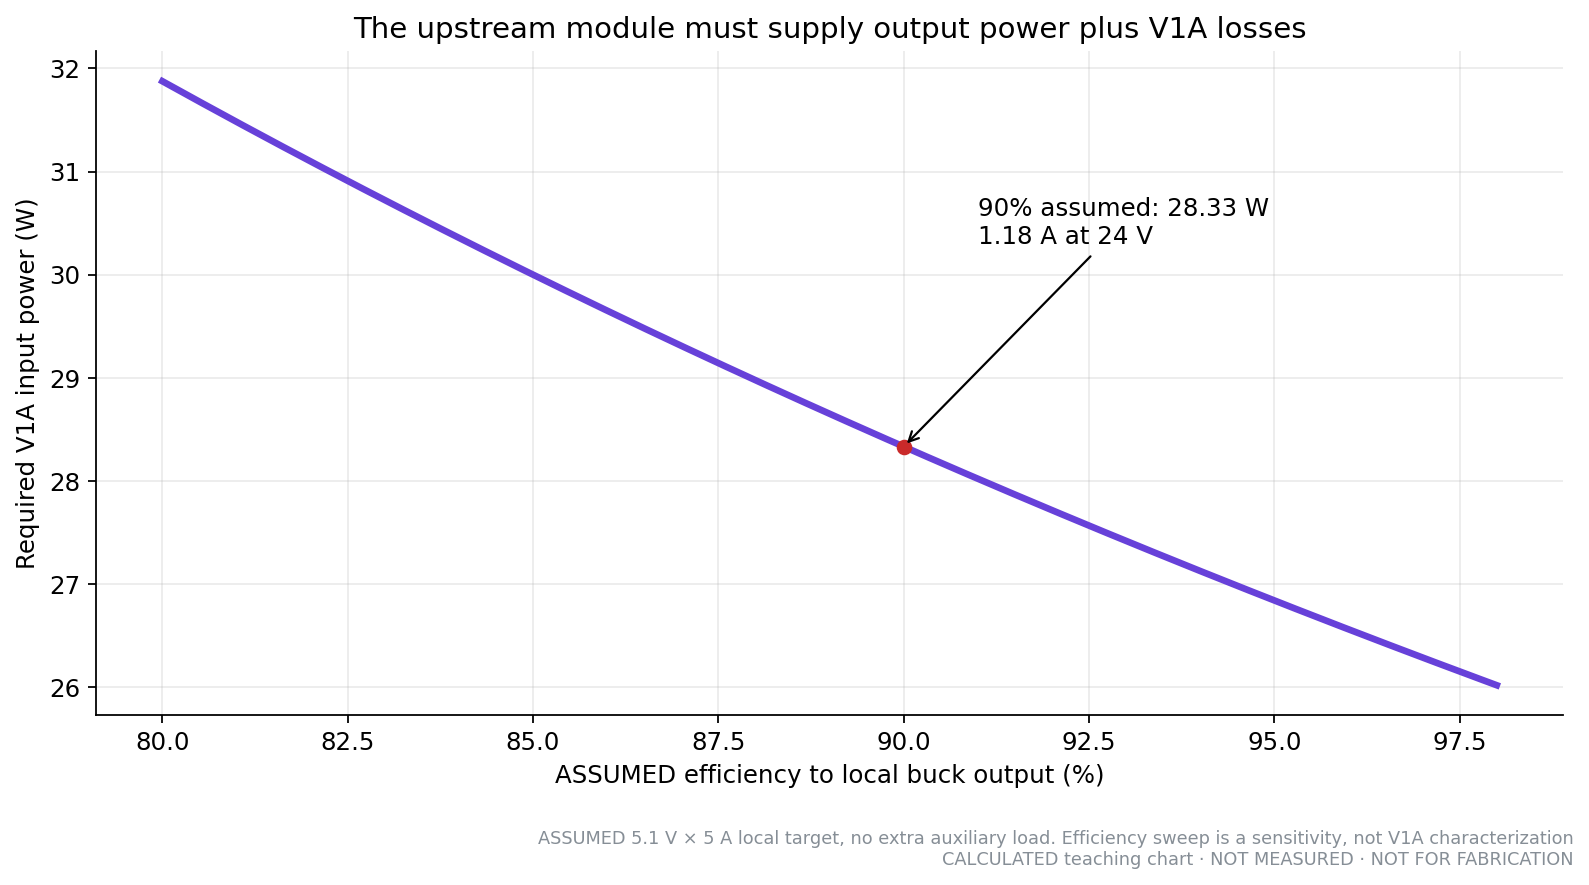 The upstream module must supply output power plus V1A losses
Required V1A input power (W)
32
31
30
29
28
27
26
90% assumed: 28.33 W
1.18 A at 24 V
80.0
82.5
85.0
87.5
90.0
92.5
95.0
97.5
ASSUMED efficiency to local buck output (%)
ASSUMED 5.1 V × 5 A local target, no extra auxiliary load. Efficiency sweep is a sensitivity, not V1A characterization
CALCULATED teaching chart · NOT MEASURED · NOT FOR FABRICATION